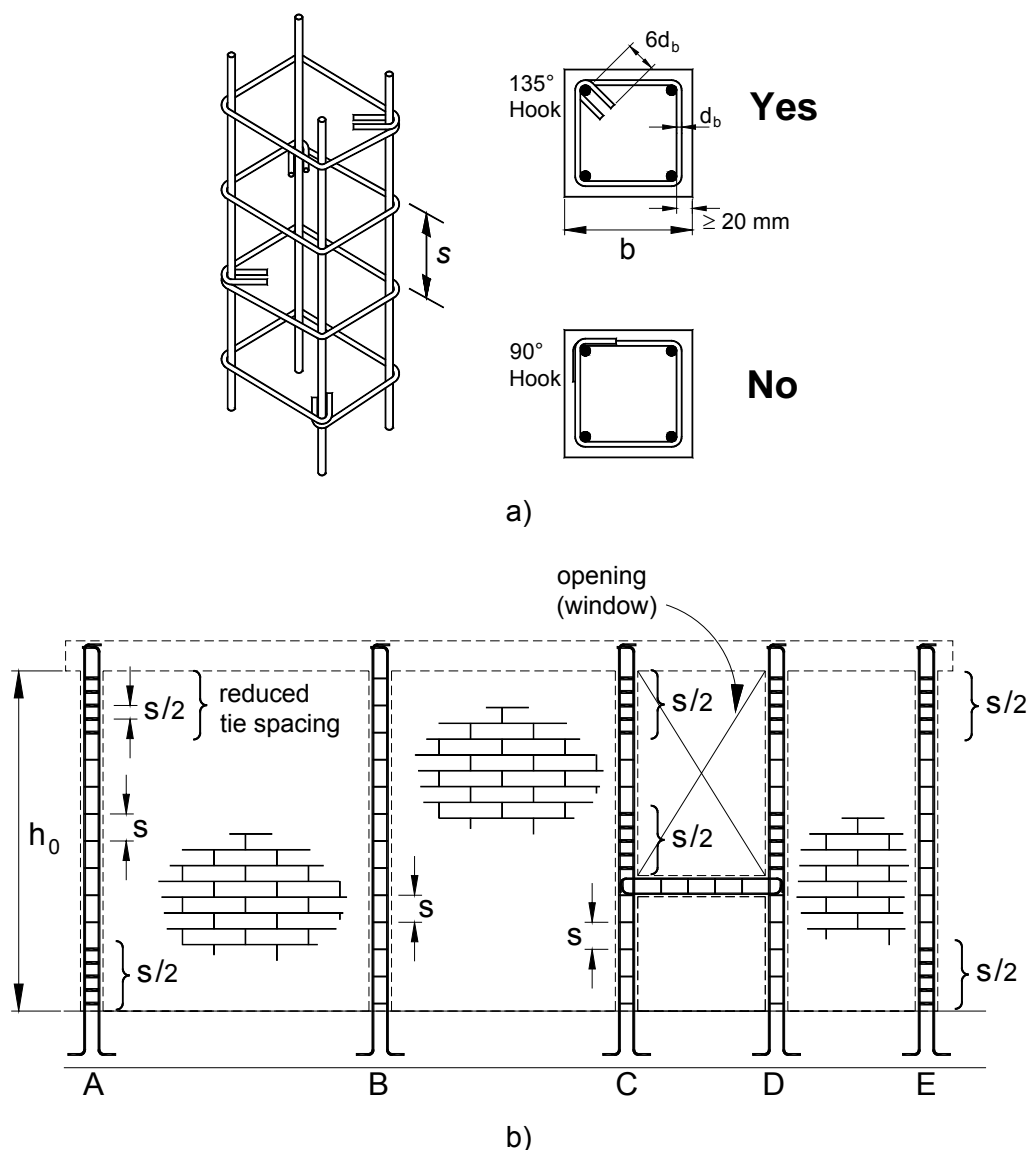 6d_b
135°
Hook
Yes
d_b
≥ 20 mm
b
s
90°
Hook
No
a)
opening
(window)
s/2
reduced
tie spacing
s/2
s/2
s
h₀
s/2
s
s
s/2
s/2
A
B
C
D
E
b)